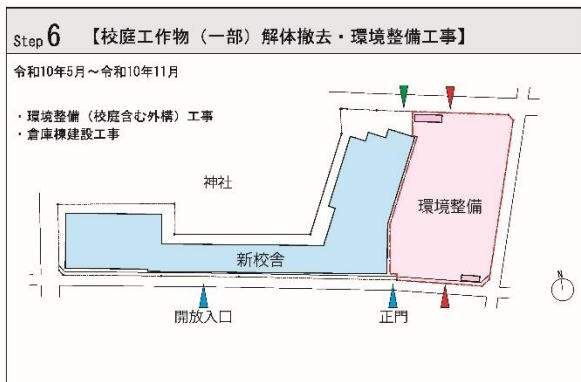 Step 6 【校庭工作物（一部）解体撤去・環境整備工事】
令和10年5月～令和10年11月
・環境整備（校庭含む外構）工事
・倉庫棟建設工事
神社
環境整備
新校舎
N
開放入口
正門